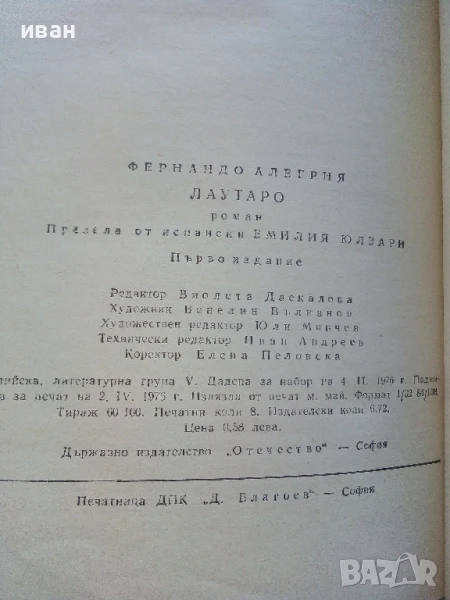 иван
ФЕРНАНДО АЛЕГРИЯ
ЛАУТАРО
роман
Превела от испански ЕМИЛИЯ ЮЛЗАРИ
Първо издание
Редактор Виолета Даскалова
Художник Венелин Вълканов
Художествен редактор Юли Минчев
Технически редактор Иван Андреев
Коректор Елена Пеловска
литературна група V. Дадена за набор на 4. II. 1976 г.
за печат на 2. IV. 1976 г. Излязла от печат м. май. Формат
Тираж 60 100. Печатни коли 8. Издателски коли 6,72.
Цена 0,58 лева.
Държавно издателство „Отечество“ — София
Печатница ДПК „Д. Благоев“ — София
BAZAR